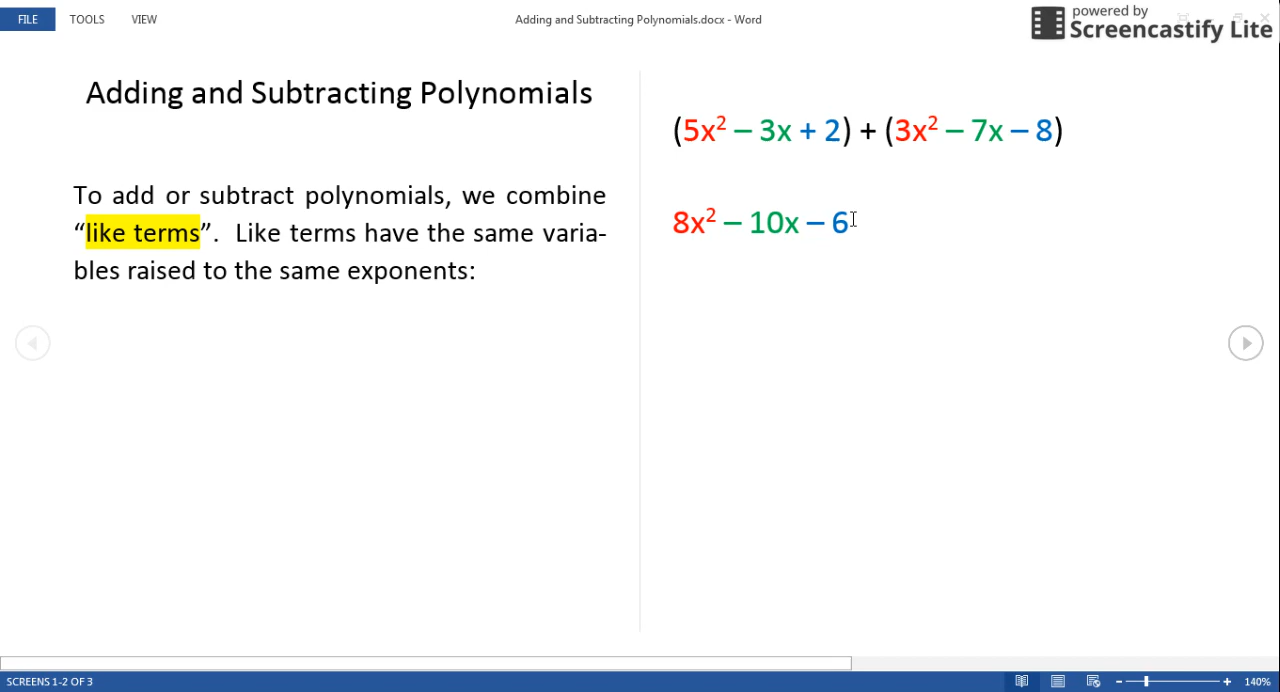 FILE TOOLS VIEW Adding and Subtracting Polynomials.docx - Word
powered by
Screencastify Lite
Adding and Subtracting Polynomials
To add or subtract polynomials, we combine
“like terms”. Like terms have the same varia-
bles raised to the same exponents:
(5x² – 3x + 2) + (3x² – 7x – 8)
8x² – 10x – 6
SCREENS 1-2 OF 3 140%